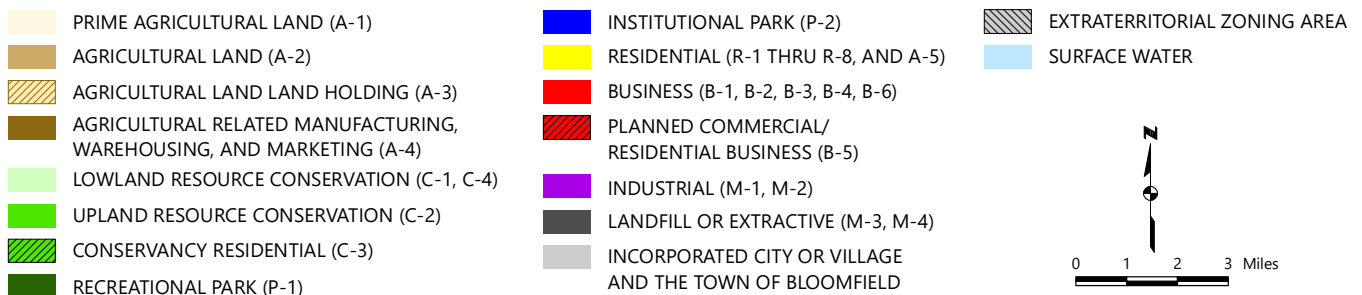 PRIME AGRICULTURAL LAND (A-1)
AGRICULTURAL LAND (A-2)
AGRICULTURAL LAND LAND HOLDING (A-3)
AGRICULTURAL RELATED MANUFACTURING,
WAREHOUSING, AND MARKETING (A-4)
LOWLAND RESOURCE CONSERVATION (C-1, C-4)
UPLAND RESOURCE CONSERVATION (C-2)
CONSERVANCY RESIDENTIAL (C-3)
RECREATIONAL PARK (P-1)
INSTITUTIONAL PARK (P-2)
RESIDENTIAL (R-1 THRU R-8, AND A-5)
BUSINESS (B-1, B-2, B-3, B-4, B-6)
PLANNED COMMERCIAL/
RESIDENTIAL BUSINESS (B-5)
INDUSTRIAL (M-1, M-2)
LANDFILL OR EXTRACTIVE (M-3, M-4)
INCORPORATED CITY OR VILLAGE
AND THE TOWN OF BLOOMFIELD
EXTRATERRITORIAL ZONING AREA
SURFACE WATER
N
0 1 2 3 Miles